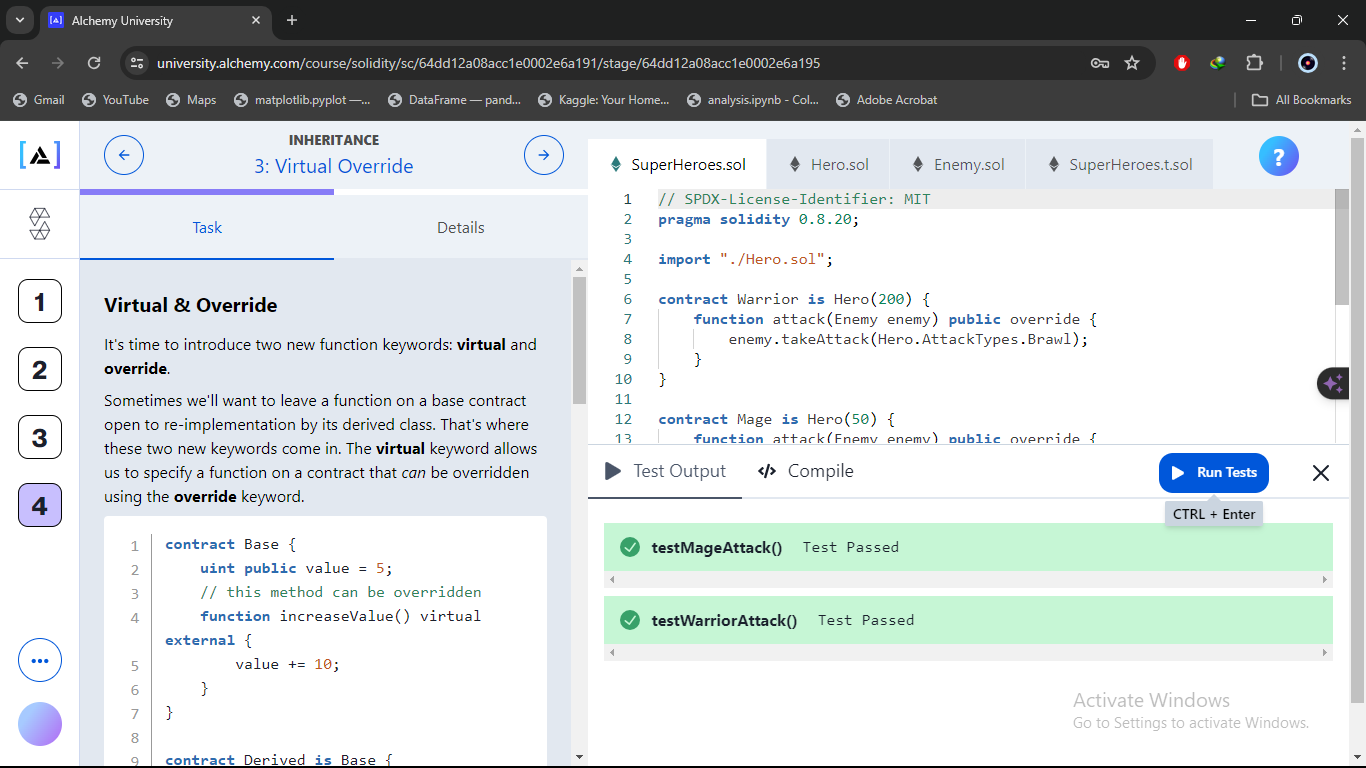 Alchemy University
university.alchemy.com/course/solidity/sc/64dd12a08acc1e0002e6a191/stage/64dd12a08acc1e0002e6a195
Gmail
YouTube
Maps
matplotlib.pyplot —...
DataFrame — pand...
Kaggle: Your Home...
analysis.ipynb - Col...
Adobe Acrobat
All Bookmarks
INHERITANCE
3: Virtual Override
Task
Details
1
2
3
4
Virtual & Override
It's time to introduce two new function keywords: virtual and
override.
Sometimes we'll want to leave a function on a base contract
open to re-implementation by its derived class. That's where
these two new keywords come in. The virtual keyword allows
us to specify a function on a contract that can be overridden
using the override keyword.
1 contract Base {
2 uint public value = 5;
3 // this method can be overridden
4 function increaseValue() virtual
external {
5 value += 10;
6 }
7 }
8
9 contract Derived is Base {
SuperHeroes.sol
Hero.sol
Enemy.sol
SuperHeroes.t.sol
?
1 // SPDX-License-Identifier: MIT
2 pragma solidity 0.8.20;
3
4 import "./Hero.sol";
5
6 contract Warrior is Hero(200) {
7 function attack(Enemy enemy) public override {
8 enemy.takeAttack(Hero.AttackTypes.Brawl);
9 }
10 }
11
12 contract Mage is Hero(50) {
13 function attack(Enemy enemy) public override {
Test Output
Compile
Run Tests
CTRL + Enter
testMageAttack() Test Passed
testWarriorAttack() Test Passed
Activate Windows
Go to Settings to activate Windows.